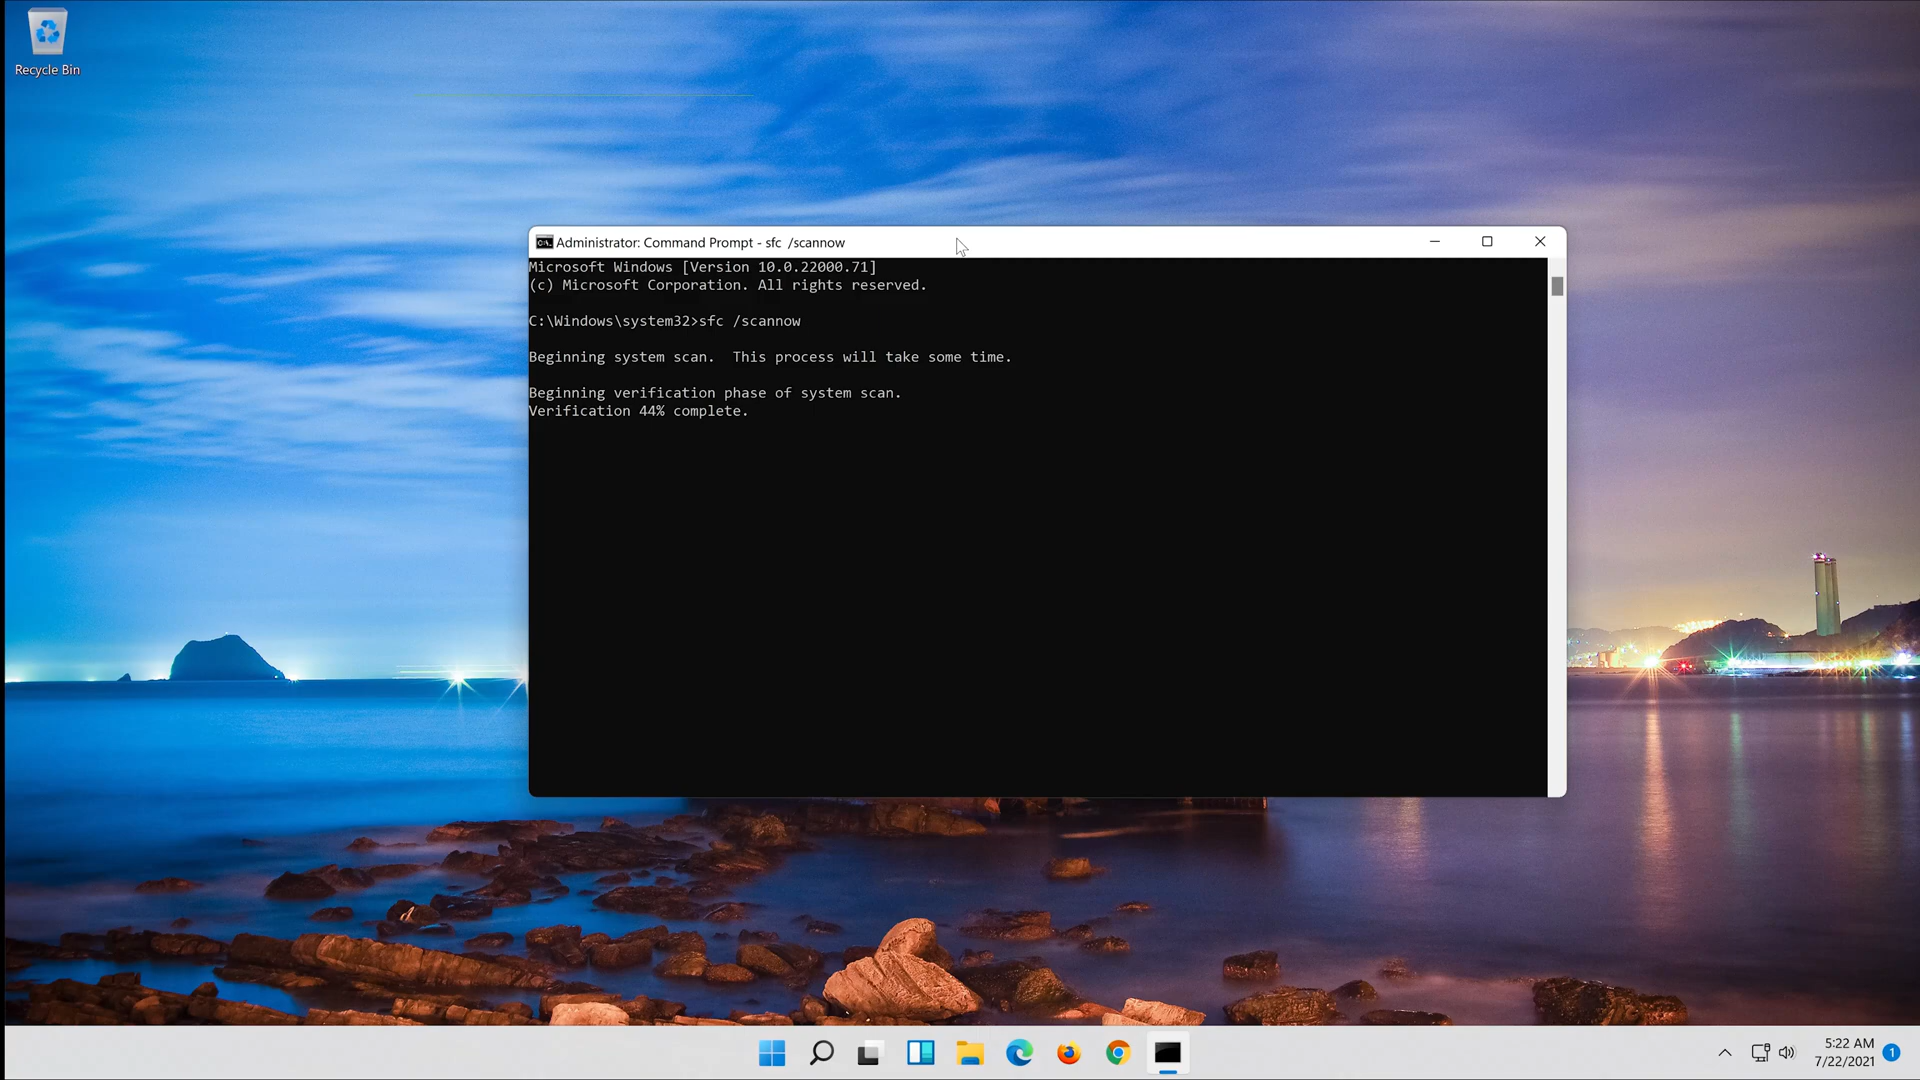 Recycle Bin
Administrator: Command Prompt - sfc  /scannow
Microsoft Windows [Version 10.0.22000.71]
(c) Microsoft Corporation. All rights reserved.
C:\Windows\system32>sfc /scannow
Beginning system scan.  This process will take some time.
Beginning verification phase of system scan.
Verification 44% complete.
5:22 AM
7/22/2021
1